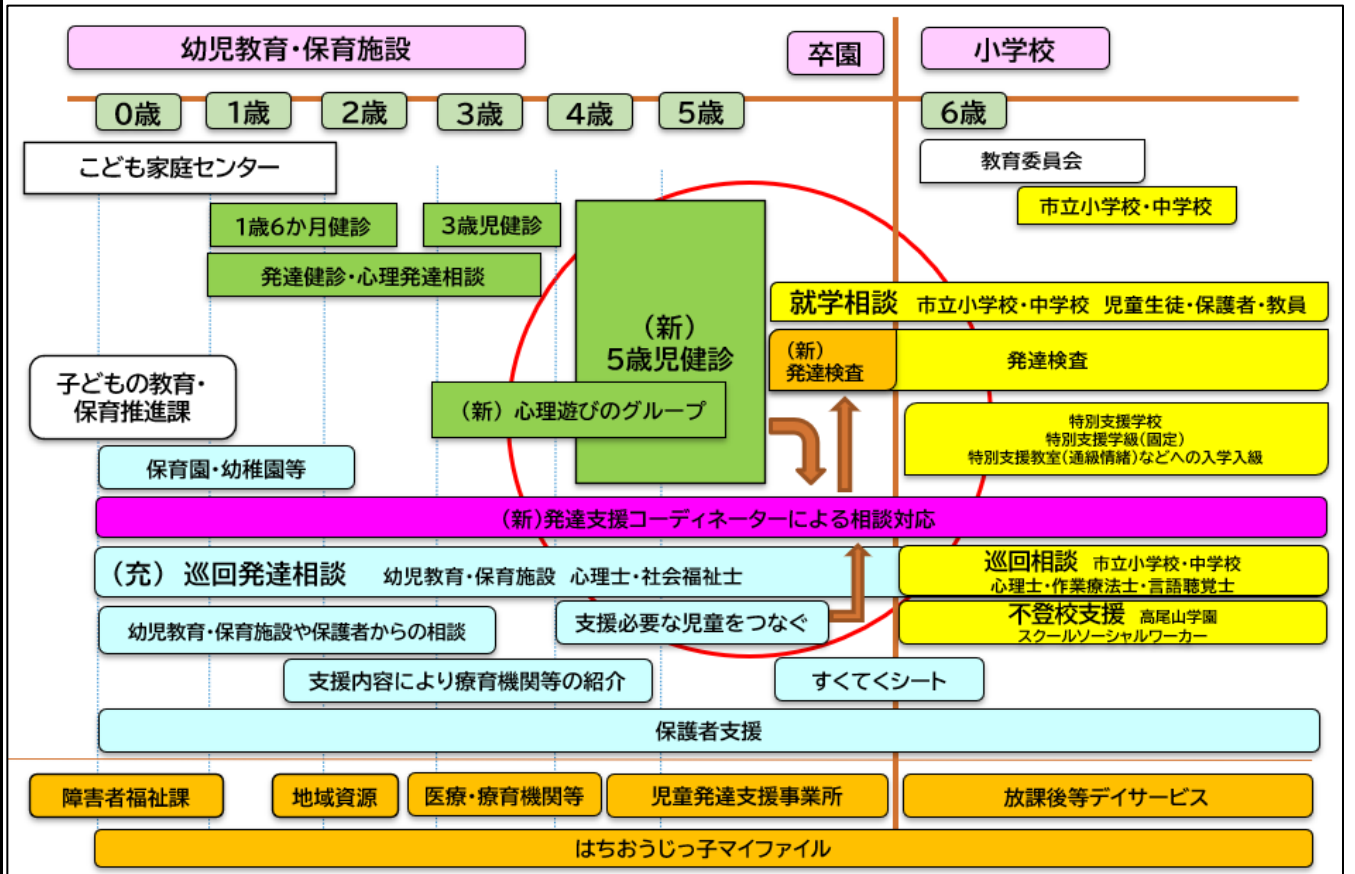 幼児教育・保育施設
卒園
小学校
0歳
1歳
2歳
3歳
4歳
5歳
6歳
こども家庭センター
教育委員会
市立小学校・中学校
1歳6か月健診
3歳児健診
発達健診・心理発達相談
(新)
5歳児健診
就学相談 市立小学校・中学校 児童生徒・保護者・教員
(新)
発達検査
発達検査
子どもの教育・
保育推進課
(新) 心理遊びのグループ
特別支援学校
特別支援学級(固定)
特別支援教室(通級情緒)などへの入学入級
保育園・幼稚園等
(新)発達支援コーディネーターによる相談対応
(充) 巡回発達相談 幼児教育・保育施設 心理士・社会福祉士
巡回相談 市立小学校・中学校
心理士・作業療法士・言語聴覚士
幼児教育・保育施設や保護者からの相談
支援必要な児童をつなぐ
不登校支援 高尾山学園
スクールソーシャルワーカー
支援内容により療育機関等の紹介
すくてくシート
保護者支援
障害者福祉課
地域資源
医療・療育機関等
児童発達支援事業所
放課後等デイサービス
はちおうじっ子マイファイル